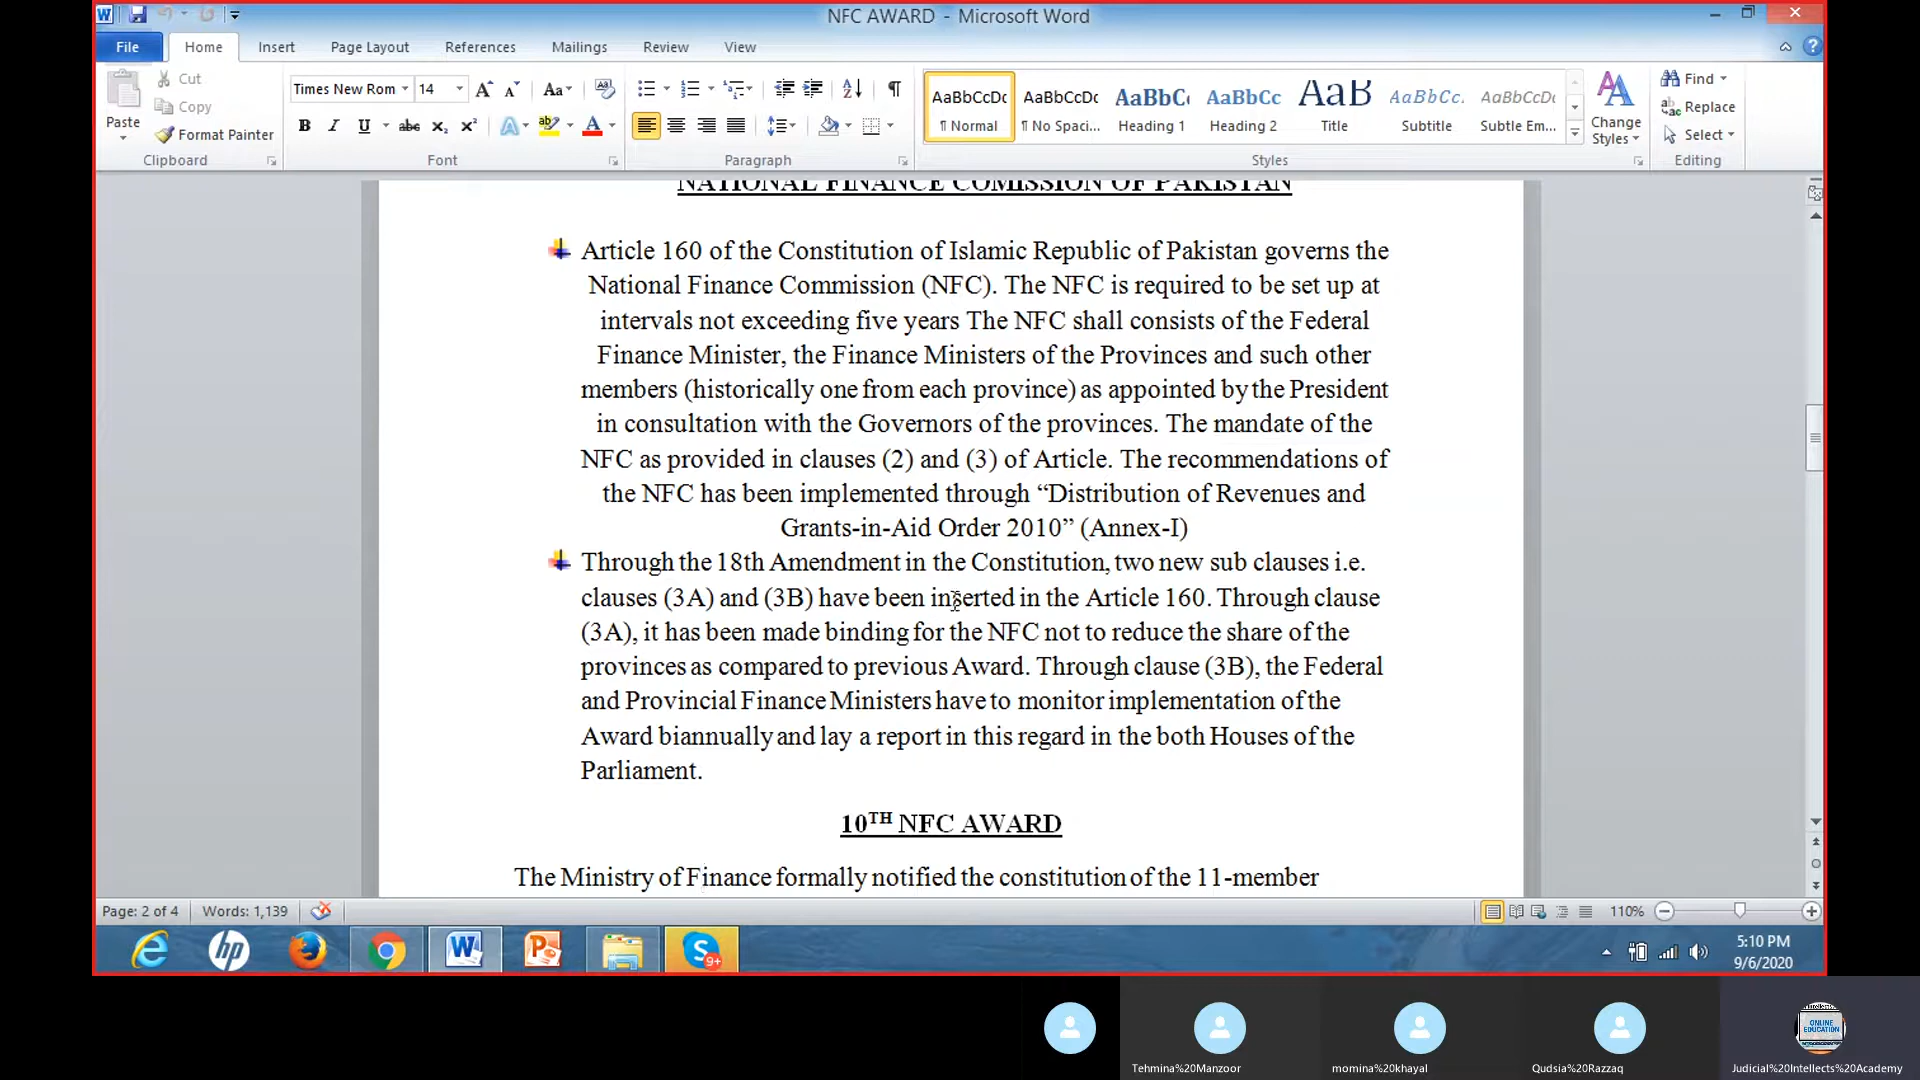 NFC AWARD - Microsoft Word
File Home Insert Page Layout References Mailings Review View
Paste
Cut
Copy
Format Painter
Clipboard
Times New Rom 14
Font
Paragraph
AaBbCcDc AaBbCcDc AaBbC AaBbCc AaB AaBbCc. AaBbCcDc
¶ Normal ¶ No Spaci... Heading 1 Heading 2 Title Subtitle Subtle Em...
Styles
Change Styles
Find
Replace
Select
Editing
NATIONAL FINANCE COMISSION OF PAKISTAN
Article 160 of the Constitution of Islamic Republic of Pakistan governs the
National Finance Commission (NFC). The NFC is required to be set up at
intervals not exceeding five years The NFC shall consists of the Federal
Finance Minister, the Finance Ministers of the Provinces and such other
members (historically one from each province) as appointed by the President
in consultation with the Governors of the provinces. The mandate of the
NFC as provided in clauses (2) and (3) of Article. The recommendations of
the NFC has been implemented through “Distribution of Revenues and
Grants-in-Aid Order 2010” (Annex-I)
Through the 18th Amendment in the Constitution, two new sub clauses i.e.
clauses (3A) and (3B) have been inserted in the Article 160. Through clause
(3A), it has been made binding for the NFC not to reduce the share of the
provinces as compared to previous Award. Through clause (3B), the Federal
and Provincial Finance Ministers have to monitor implementation of the
Award biannually and lay a report in this regard in the both Houses of the
Parliament.
10TH NFC AWARD
The Ministry of Finance formally notified the constitution of the 11-member
Page: 2 of 4 Words: 1,139 110%
5:10 PM
9/6/2020
9+
ONLINE
EDUCATION
Tehmina%20Manzoor momina%20khayal Qudsia%20Razzaq Judicial%20Intellects%20Academy